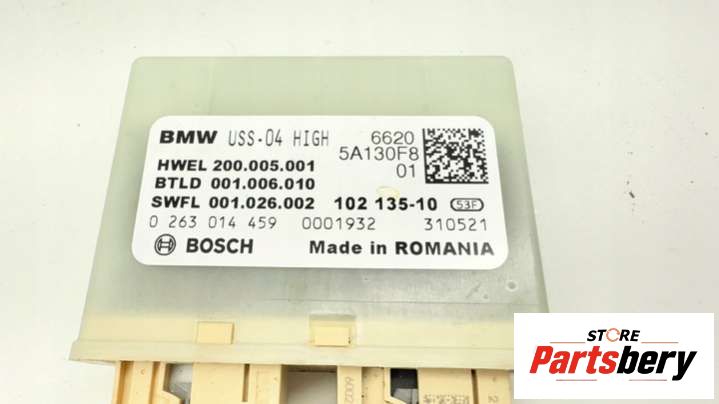 BMW USS-04 HIGH 6620
5A130F8
01
HWEL 200.005.001
BTLD 001.006.010
SWFL 001.026.002 102 135-10 53F
0 263 014 459 0001932 310521
BOSCH Made in ROMANIA
STORE
Partsbery